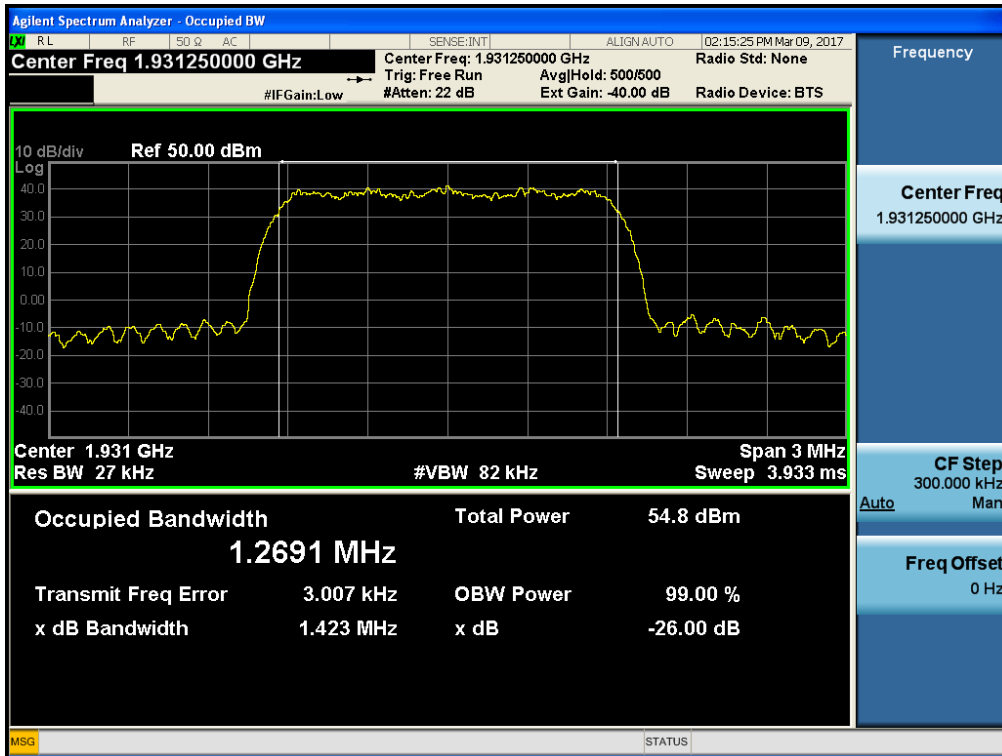 Agilent Spectrum Analyzer - Occupied BW
LXI RL RF 50 Ω AC SENSE:INT ALIGN AUTO 02:15:25 PM Mar 09, 2017
Center Freq 1.931250000 GHz
Center Freq: 1.931250000 GHz Radio Std: None
Trig: Free Run Avg|Hold: 500/500
#IFGain:Low #Atten: 22 dB Ext Gain: -40.00 dB Radio Device: BTS
10 dB/div Ref 50.00 dBm
Log
40.0
30.0
20.0
10.0
0.00
-10.0
-20.0
-30.0
-40.0
Center 1.931 GHz Span 3 MHz
Res BW 27 kHz #VBW 82 kHz Sweep 3.933 ms
Occupied Bandwidth Total Power 54.8 dBm
1.2691 MHz
Transmit Freq Error 3.007 kHz OBW Power 99.00 %
x dB Bandwidth 1.423 MHz x dB -26.00 dB
Frequency
Center Freq
1.931250000 GHz
CF Step
300.000 kHz
Auto Man
Freq Offset
0 Hz
MSG STATUS